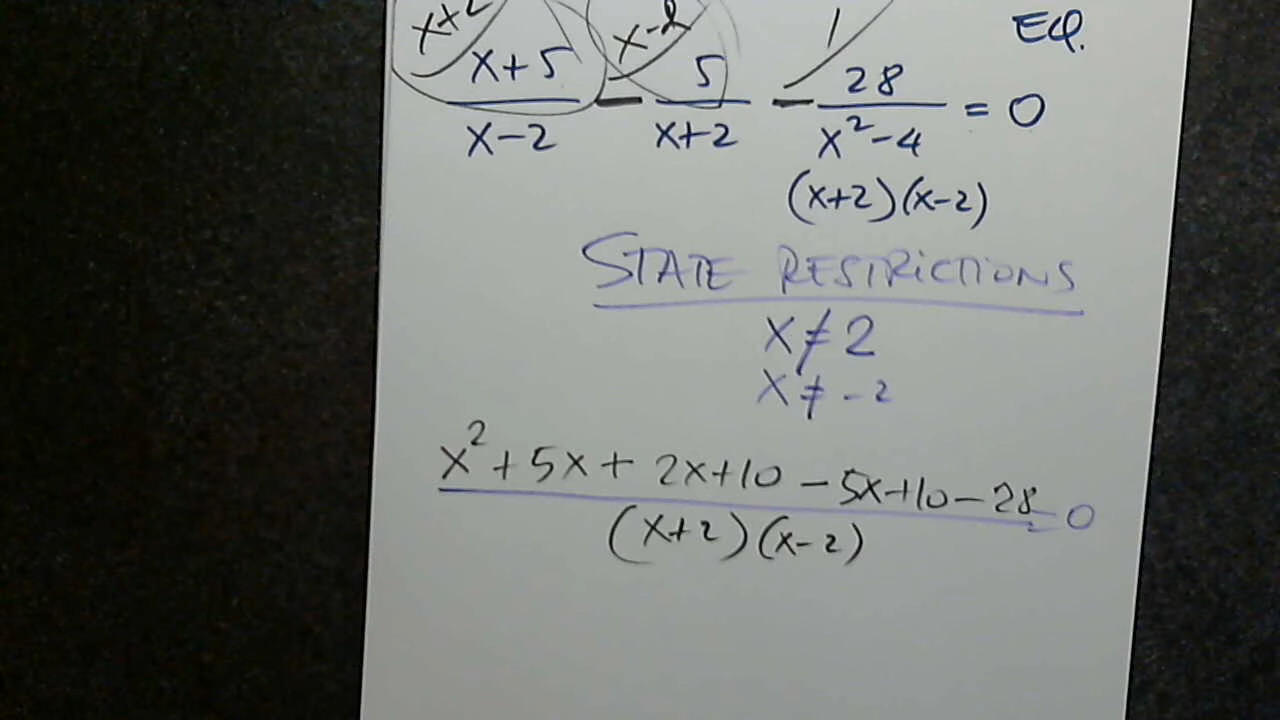 x+2 x-2 1 EQ.
x+5 5 28
— - — - — = 0
x-2 x+2 x²-4
(x+2)(x-2)
STATE RESTRICTIONS
x≠2
x≠-2
x²+5x+2x+10-5x+10-28=0
(x+2)(x-2)